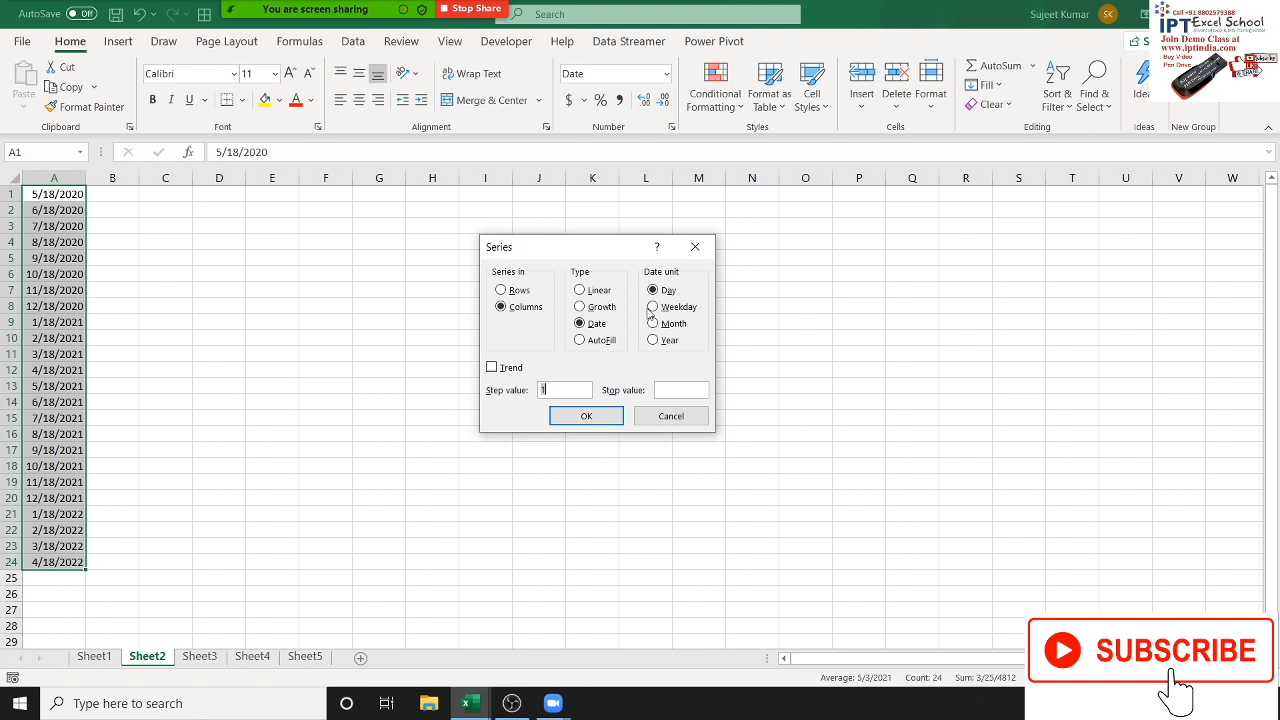 AutoSave Off
You are screen sharing
Stop Share
Search
Sujeet Kumar
SK
File
Home
Insert
Draw
Page Layout
Formulas
Data
Review
View
Developer
Help
Data Streamer
Power Pivot
Call +91 8802579388
IPT Excel School
Join Demo Class at
www.iptindia.com
Buy Video
Pen Drive
Paste
Cut
Copy
Format Painter
Clipboard
Calibri
11
B I U
Font
Wrap Text
Merge & Center
Alignment
Date
$ % ,
Number
Conditional
Formatting
Format as
Table
Cell
Styles
Styles
Insert
Delete
Format
Cells
AutoSum
Fill
Clear
Sort &
Filter
Find &
Select
Editing
Ideas
New Group
A1
fx
5/18/2020
A B C D E F G H I J K L M N O P Q R S T U V W
1 5/18/2020
2 6/18/2020
3 7/18/2020
4 8/18/2020
5 9/18/2020
6 10/18/2020
7 11/18/2020
8 12/18/2020
9 1/18/2021
10 2/18/2021
11 3/18/2021
12 4/18/2021
13 5/18/2021
14 6/18/2021
15 7/18/2021
16 8/18/2021
17 9/18/2021
18 10/18/2021
19 11/18/2021
20 12/18/2021
21 1/18/2022
22 2/18/2022
23 3/18/2022
24 4/18/2022
25
26
27
28
29
Series
?
Series in
Rows
Columns
Type
Linear
Growth
Date
AutoFill
Date unit
Day
Weekday
Month
Year
Trend
Step value: 1
Stop value:
OK
Cancel
SUBSCRIBE
Sheet1
Sheet2
Sheet3
Sheet4
Sheet5
Average: 5/3/2021
Count: 24
Sum: 3/25/4812
Type here to search